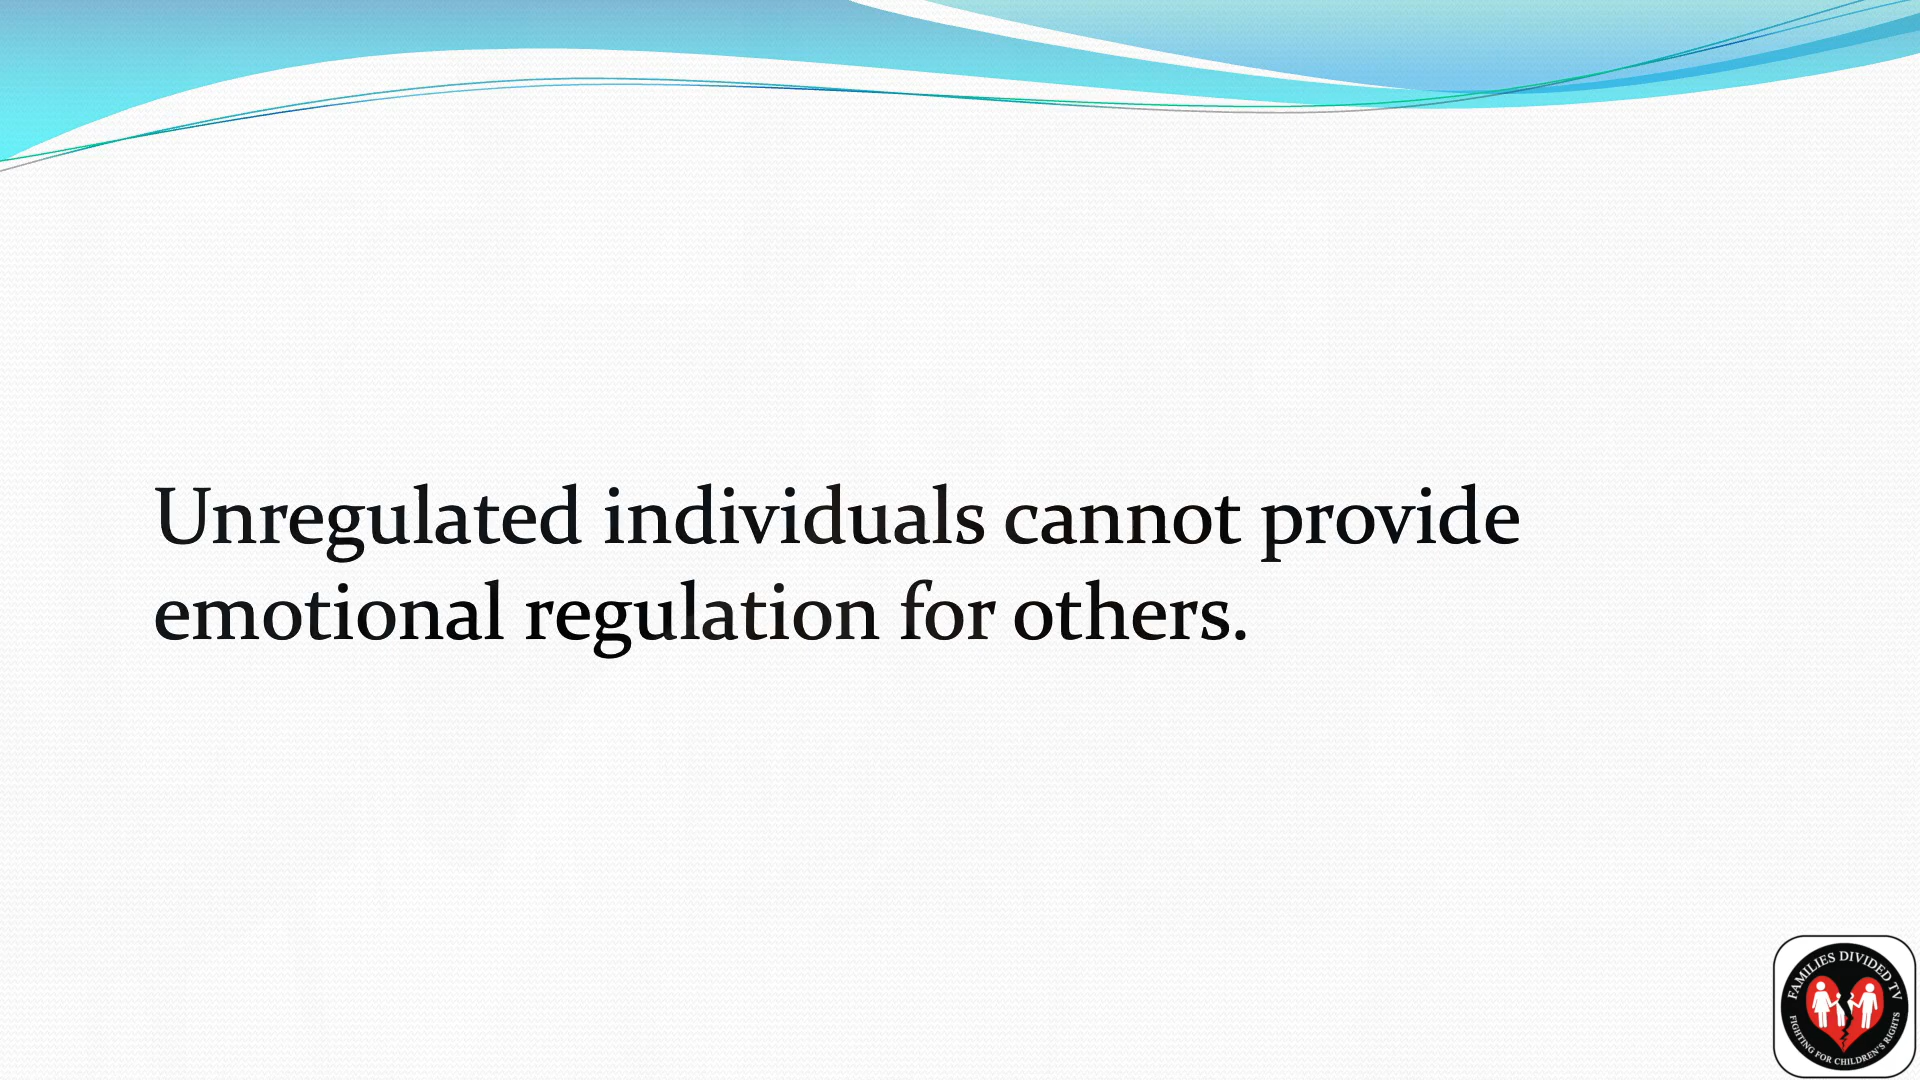 Unregulated individuals cannot provide
emotional regulation for others.
FAMILIES DIVIDED TV
FIGHTING FOR CHILDREN'S RIGHTS